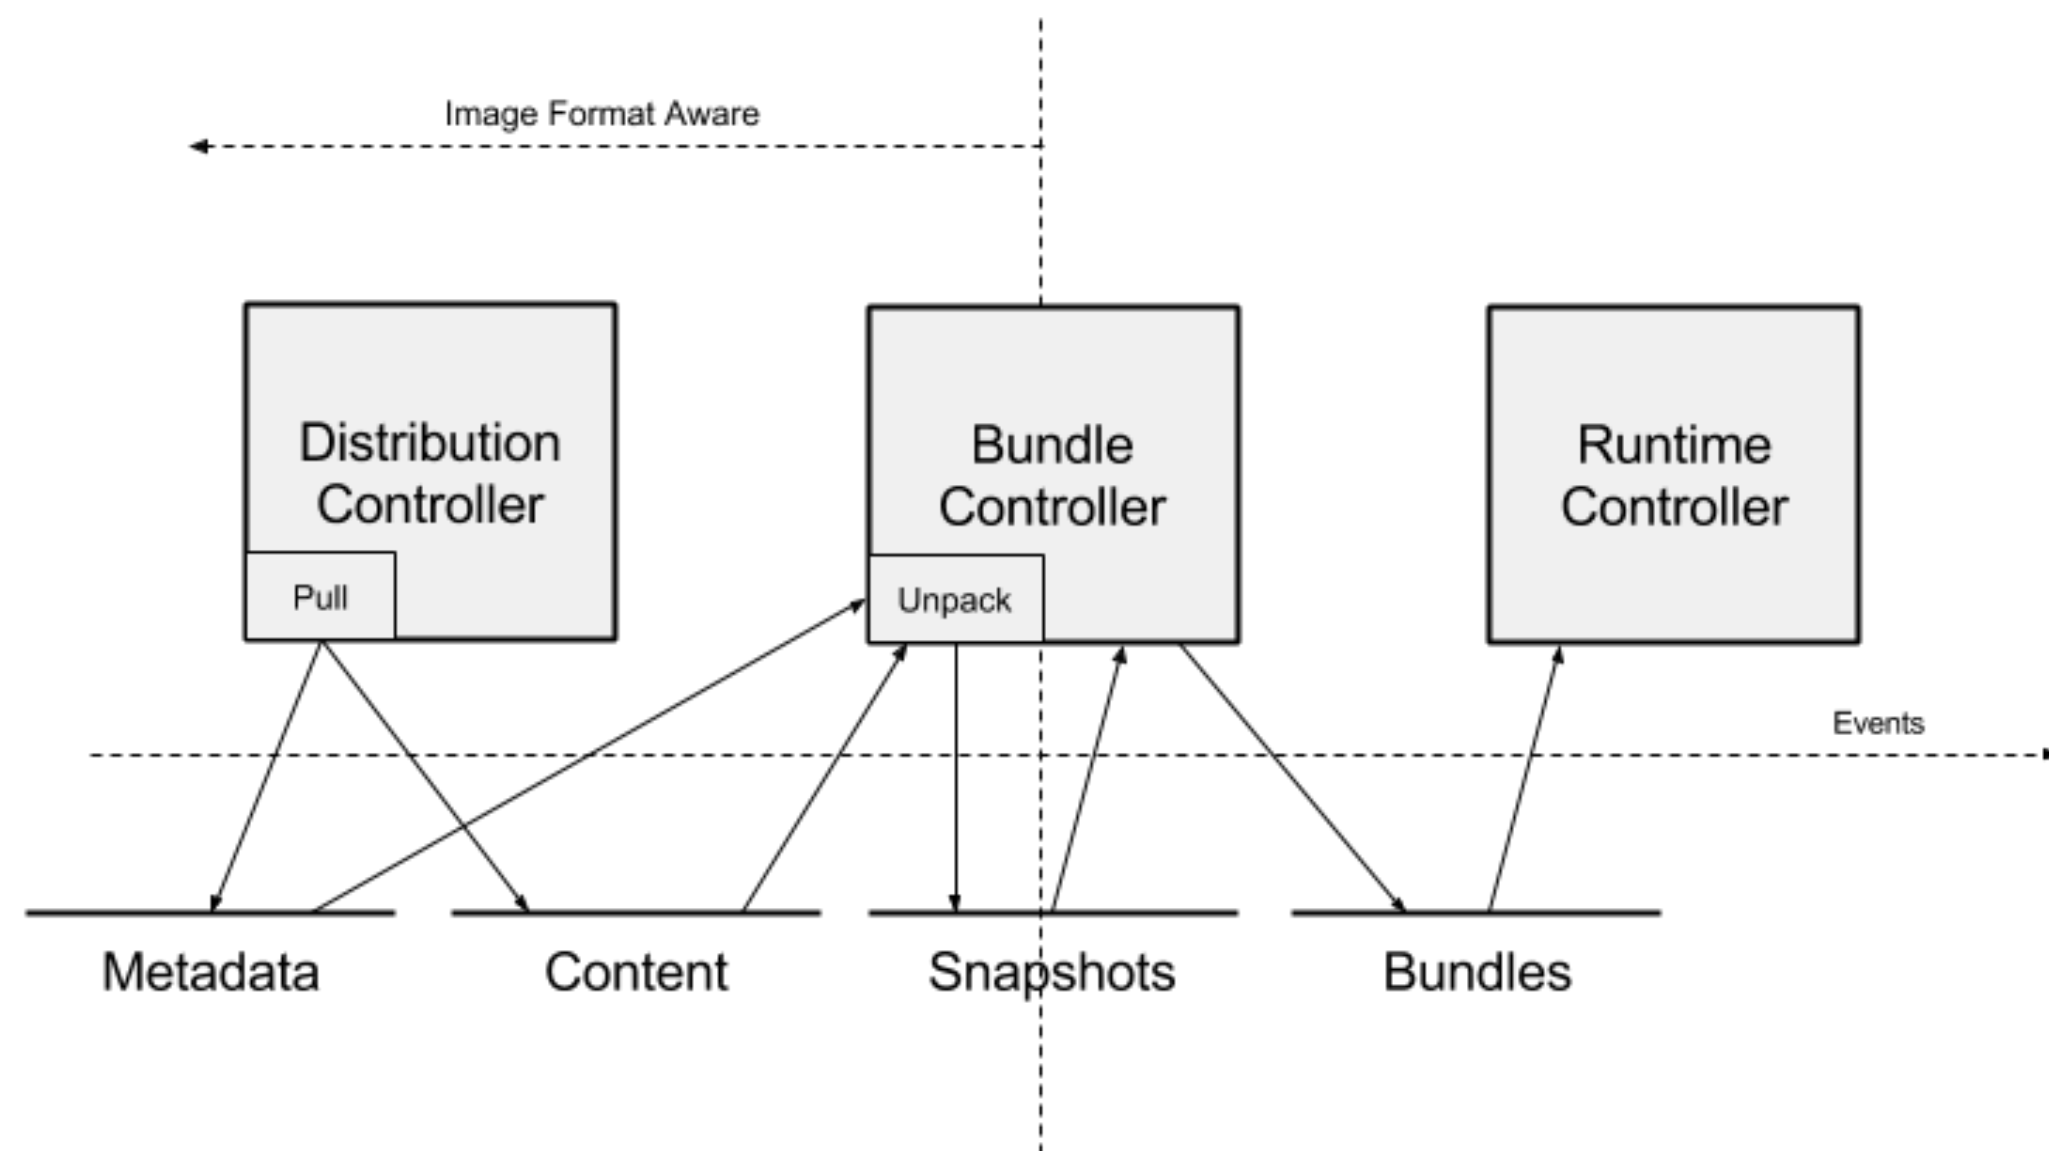 Image Format Aware
Distribution
Controller
Pull
Bundle
Controller
Unpack
Runtime
Controller
Events
Metadata
Content
Snapshots
Bundles